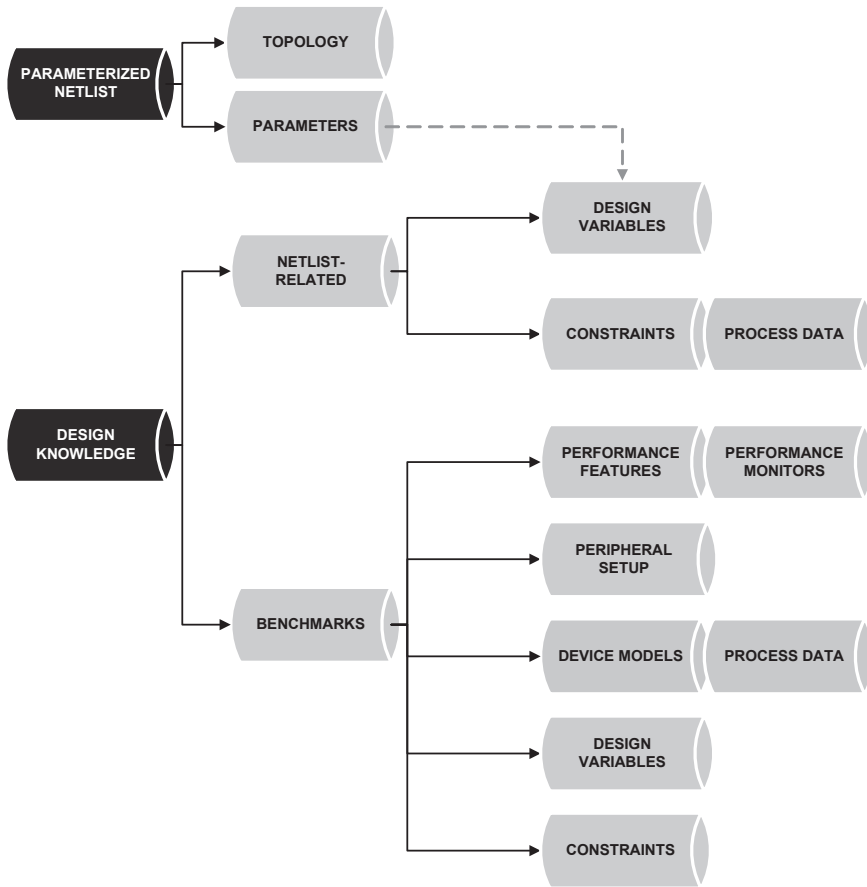 TOPOLOGY
PARAMETERIZED
NETLIST
PARAMETERS
DESIGN
VARIABLES
NETLIST-
RELATED
CONSTRAINTS
PROCESS DATA
DESIGN
KNOWLEDGE
PERFORMANCE
FEATURES
PERFORMANCE
MONITORS
PERIPHERAL
SETUP
BENCHMARKS
DEVICE MODELS
PROCESS DATA
DESIGN
VARIABLES
CONSTRAINTS